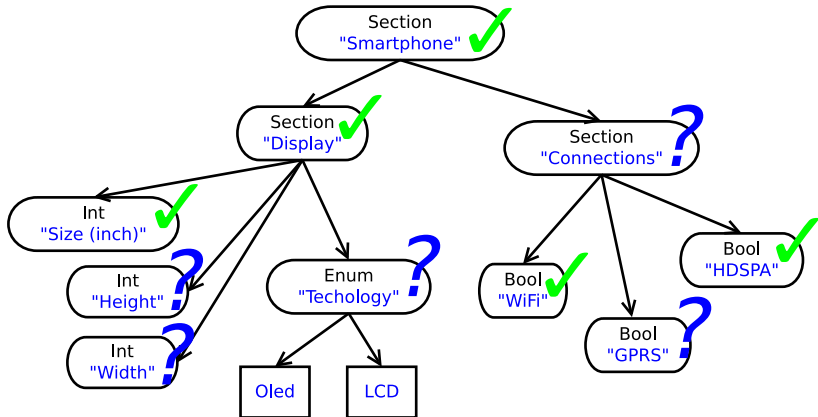 Section
"Smartphone"
Section
"Display"
?
Section
"Connections"
Int
"Size (inch)"
?
Int
"Height"
?
Enum
"Techology"
Bool
"WiFi"
Bool
"HDSPA"
?
Int
"Width"
?
Bool
"GPRS"
?
Oled
LCD